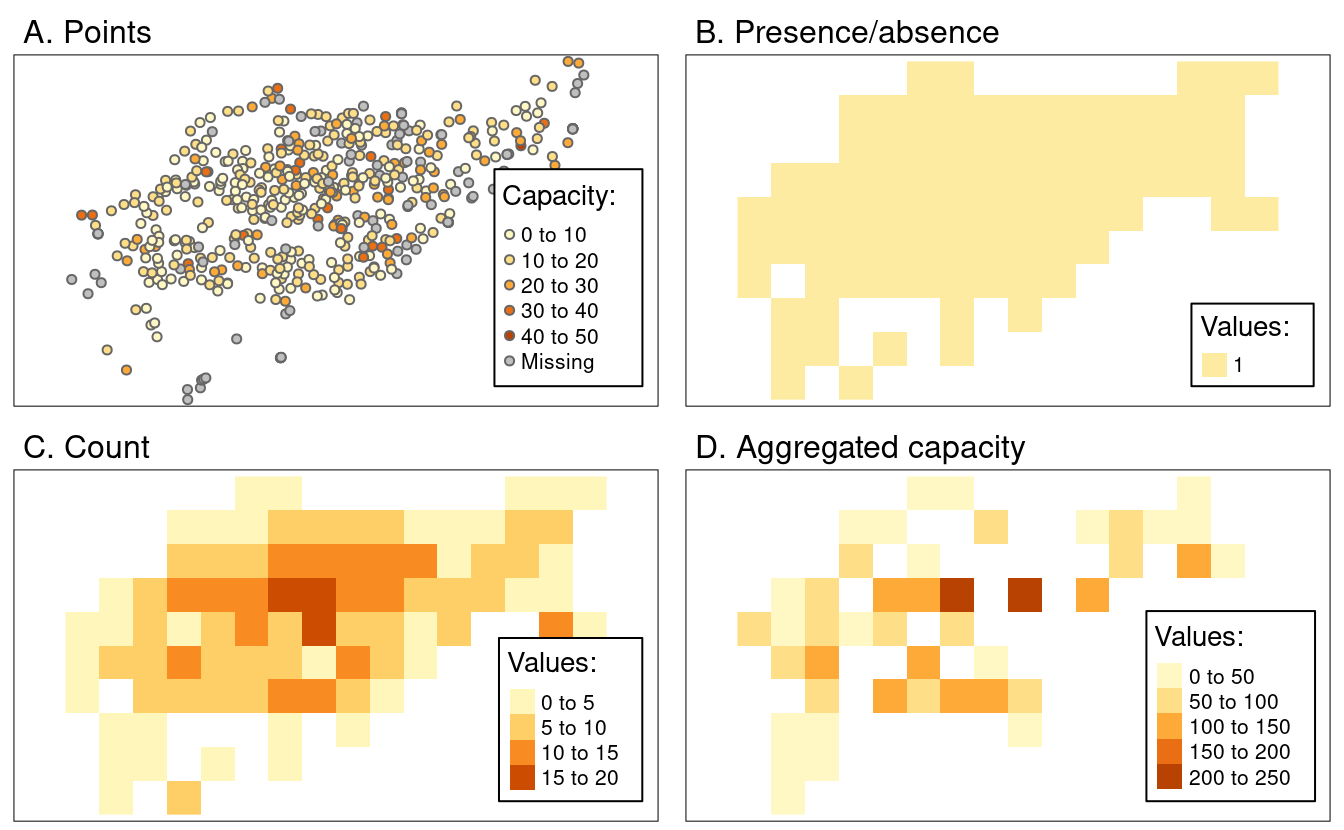 A. Points
Capacity:
0 to 10
10 to 20
20 to 30
30 to 40
40 to 50
Missing
B. Presence/absence
Values:
1
C. Count
Values:
0 to 5
5 to 10
10 to 15
15 to 20
D. Aggregated capacity
Values:
0 to 50
50 to 100
100 to 150
150 to 200
200 to 250